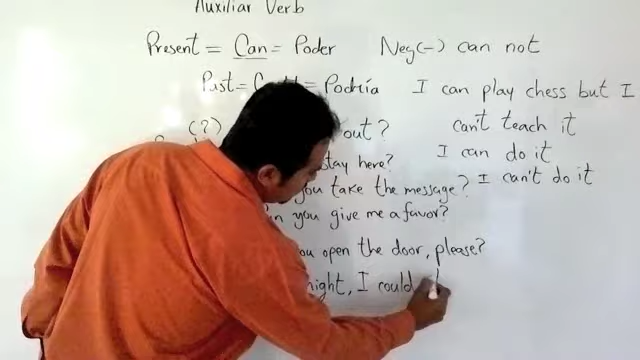 Auxiliar Verb
Present = Can = Poder Neg(-) can not
Past = = Podría I can play chess but I
can't teach it
(?) out?
I can do it
stay here?
I can't do it
you take the message?
you give me a favor?
you open the door, please?
night, I could